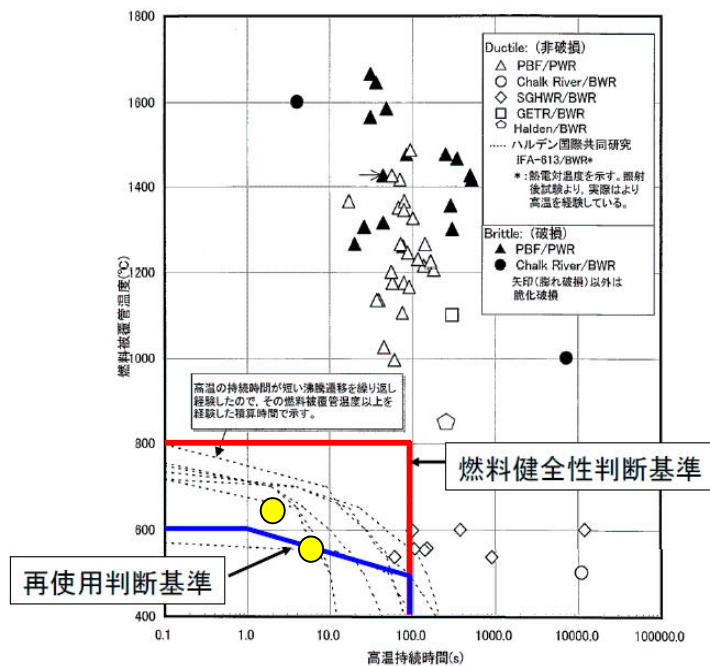 1800
1600
1400
1200
1000
800
600
400
燃料被覆管温度(℃)
0.1
1.0
10.0
100.0
1000.0
10000.0
100000.0
高温持続時間(s)
Ductile: (非破損)
PBF/PWR
Chalk River/BWR
SGHWR/BWR
GETR/BWR
Halden/BWR
ハルデン国際共同研究
IFA-613/BWR*
*:熱電対温度を示す。照射
後試験より,実際はより
高温を経験している。
Brittle: (破損)
PBF/PWR
Chalk River/BWR
矢印(膨れ破損)以外は
脆化破損
高温の持続時間が短い沸騰遷移を繰り返し
経験したので,その燃料被覆管温度以上を
経験した積算時間で示す。
燃料健全性判断基準
再使用判断基準